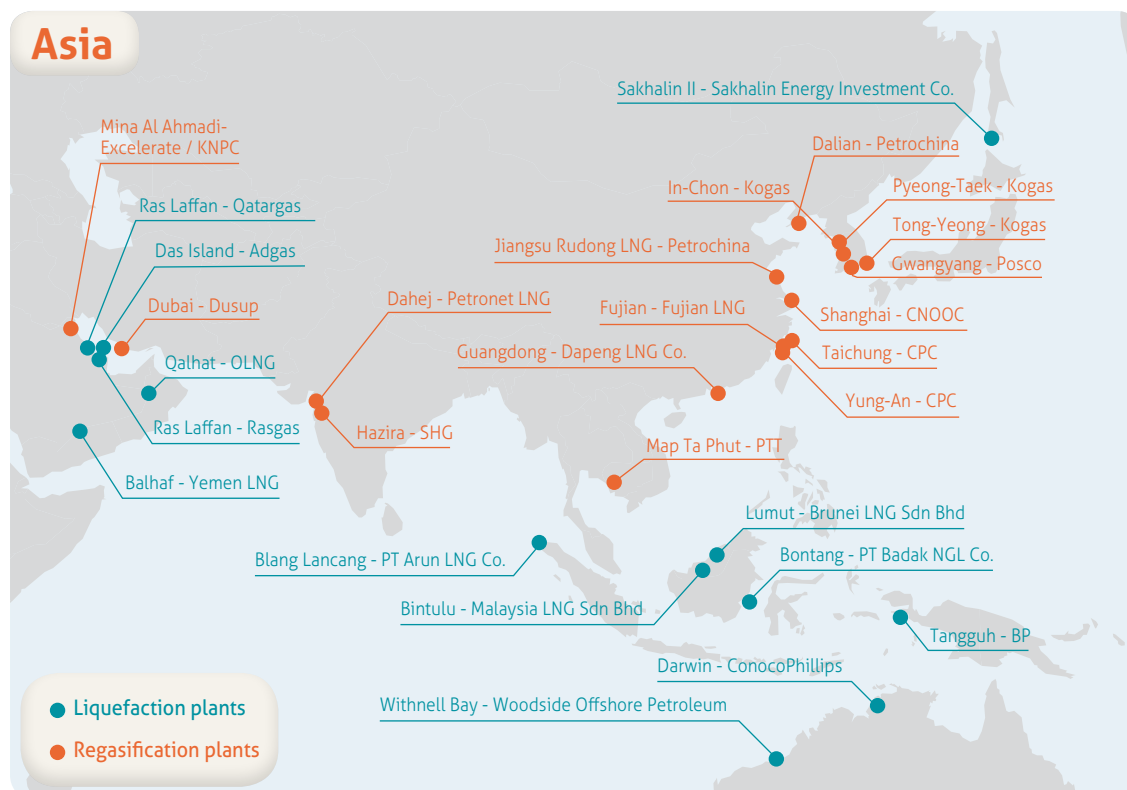 Asia
Sakhalin II - Sakhalin Energy Investment Co.
Mina Al Ahmadi-
Excelerate / KNPC
Dalian - Petrochina
In-Chon - Kogas
Pyeong-Taek - Kogas
Ras Laffan - Qatargas
Tong-Yeong - Kogas
Das Island - Adgas
Jiangsu Rudong LNG - Petrochina
Gwangyang - Posco
Dubai - Dusup
Dahej - Petronet LNG
Fujian - Fujian LNG
Shanghai - CNOOC
Qalhat - OLNG
Guangdong - Dapeng LNG Co.
Taichung - CPC
Yung-An - CPC
Ras Laffan - Rasgas
Hazira - SHG
Map Ta Phut - PTT
Balhaf - Yemen LNG
Lumut - Brunei LNG Sdn Bhd
Blang Lancang - PT Arun LNG Co.
Bontang - PT Badak NGL Co.
Bintulu - Malaysia LNG Sdn Bhd
Tangguh - BP
Darwin - ConocoPhillips
Withnell Bay - Woodside Offshore Petroleum
Liquefaction plants
Regasification plants